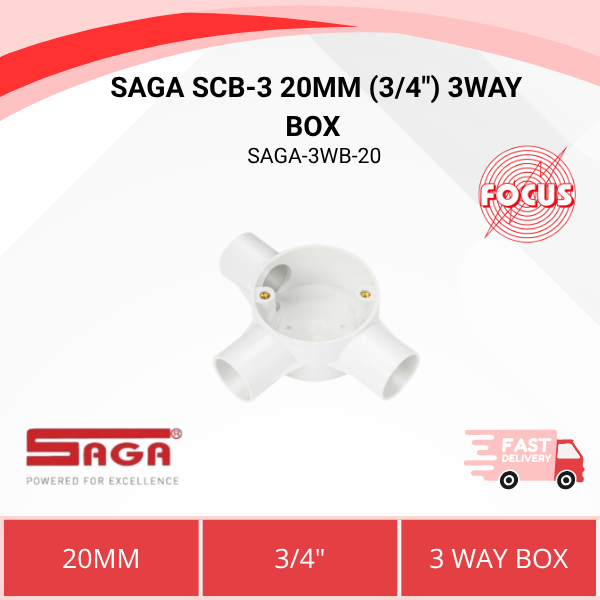 SAGA SCB-3 20MM (3/4") 3WAY
BOX
SAGA-3WB-20
FOCUS
SAGA®
POWERED FOR EXCELLENCE
FAST
DELIVERY
20MM
3/4"
3 WAY BOX